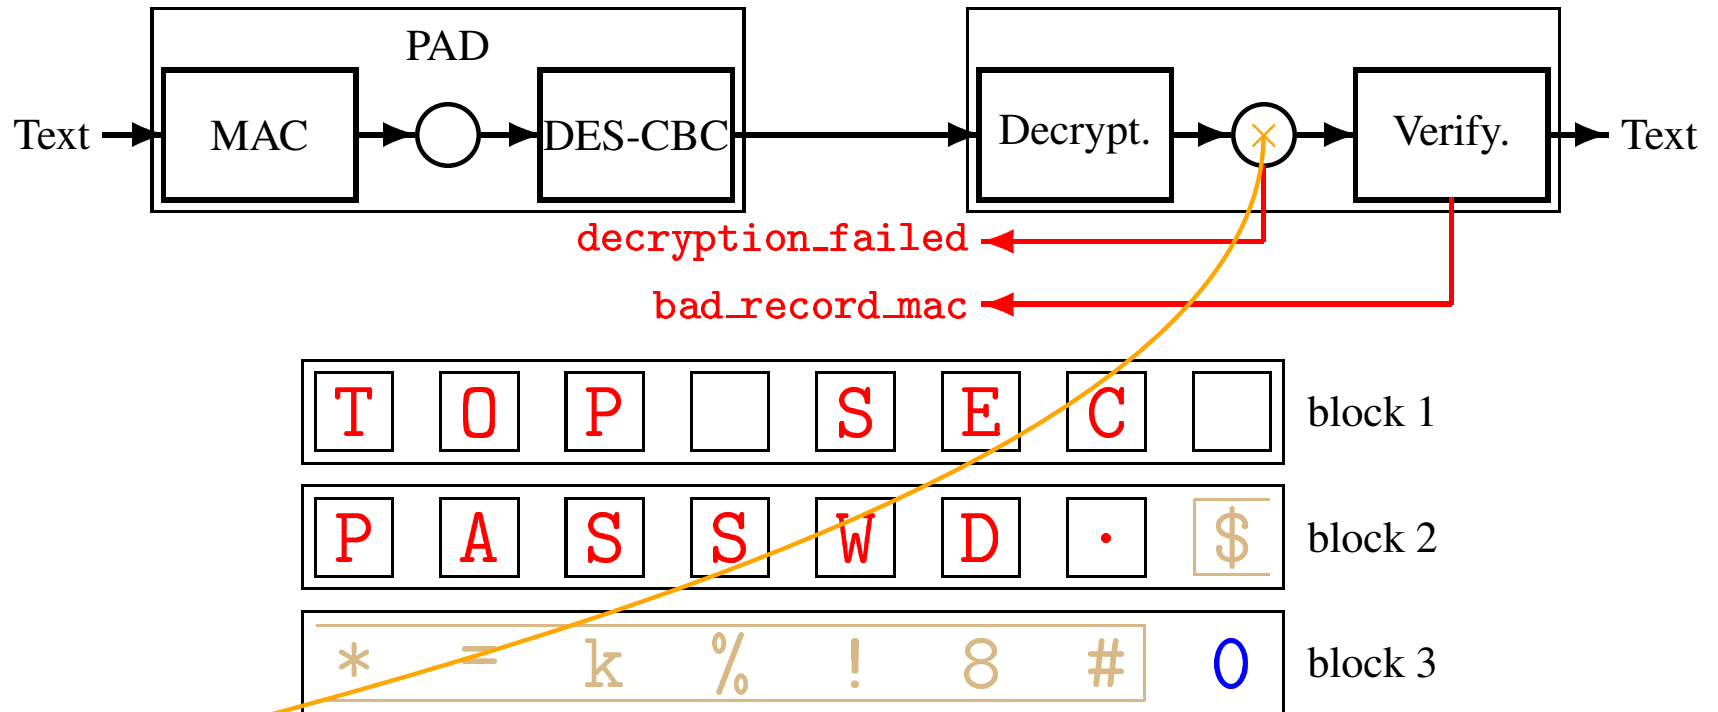 PAD
Text MAC DES-CBC Decrypt. Verify. Text
decryption_failed
bad_record_mac
T O P S E C block 1
P A S S W D · $ block 2
* = k % ! 8 # 0 block 3